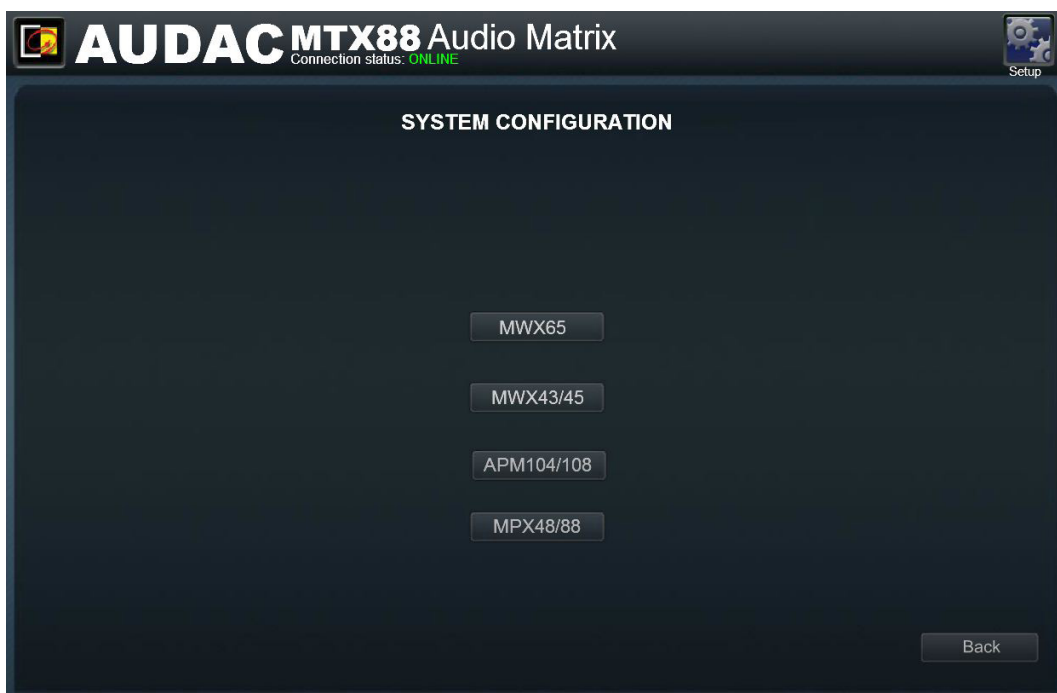 AUDAC MTX88 Audio Matrix
Connection status: ONLINE
Setup
SYSTEM CONFIGURATION
MWX65
MWX43/45
APM104/108
MPX48/88
Back